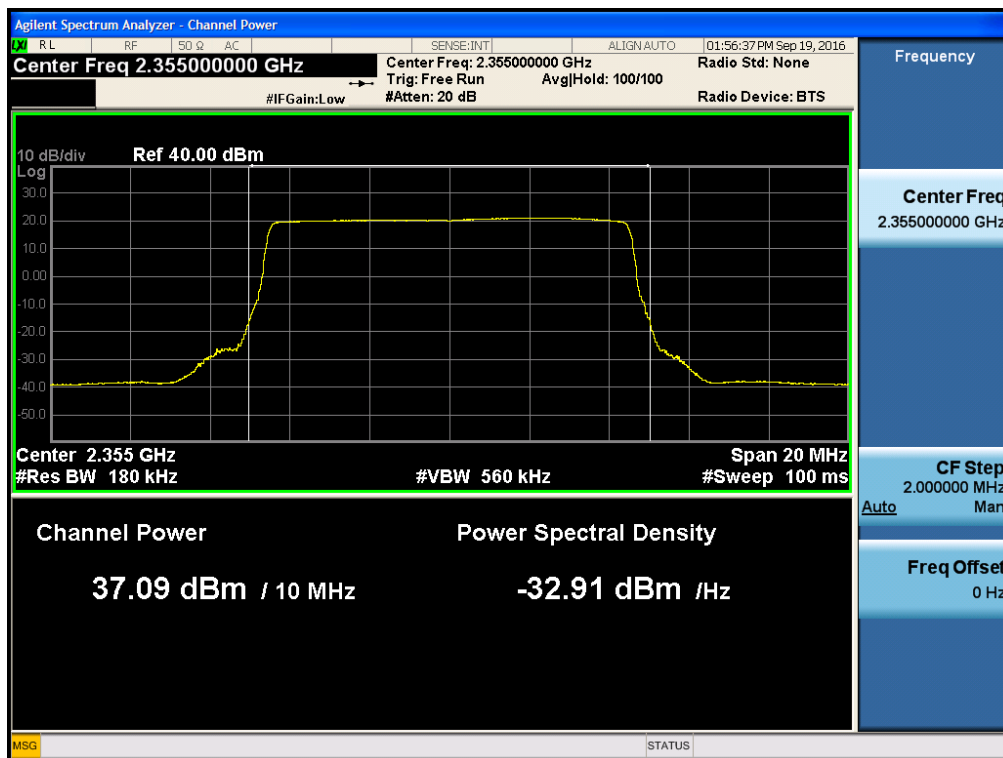 Agilent Spectrum Analyzer - Channel Power
LXI RL RF 50 Ω AC SENSE:INT ALIGN AUTO 01:56:37 PM Sep 19, 2016
Center Freq 2.355000000 GHz
Center Freq: 2.355000000 GHz Radio Std: None
Trig: Free Run Avg|Hold: 100/100
#IFGain:Low #Atten: 20 dB Radio Device: BTS
10 dB/div Ref 40.00 dBm
Log
30.0
20.0
10.0
0.00
-10.0
-20.0
-30.0
-40.0
-50.0
Center 2.355 GHz Span 20 MHz
#Res BW 180 kHz #VBW 560 kHz #Sweep 100 ms
Channel Power Power Spectral Density
37.09 dBm / 10 MHz -32.91 dBm /Hz
Frequency
Center Freq
2.355000000 GHz
CF Step
2.000000 MHz
Auto Man
Freq Offset
0 Hz
MSG STATUS